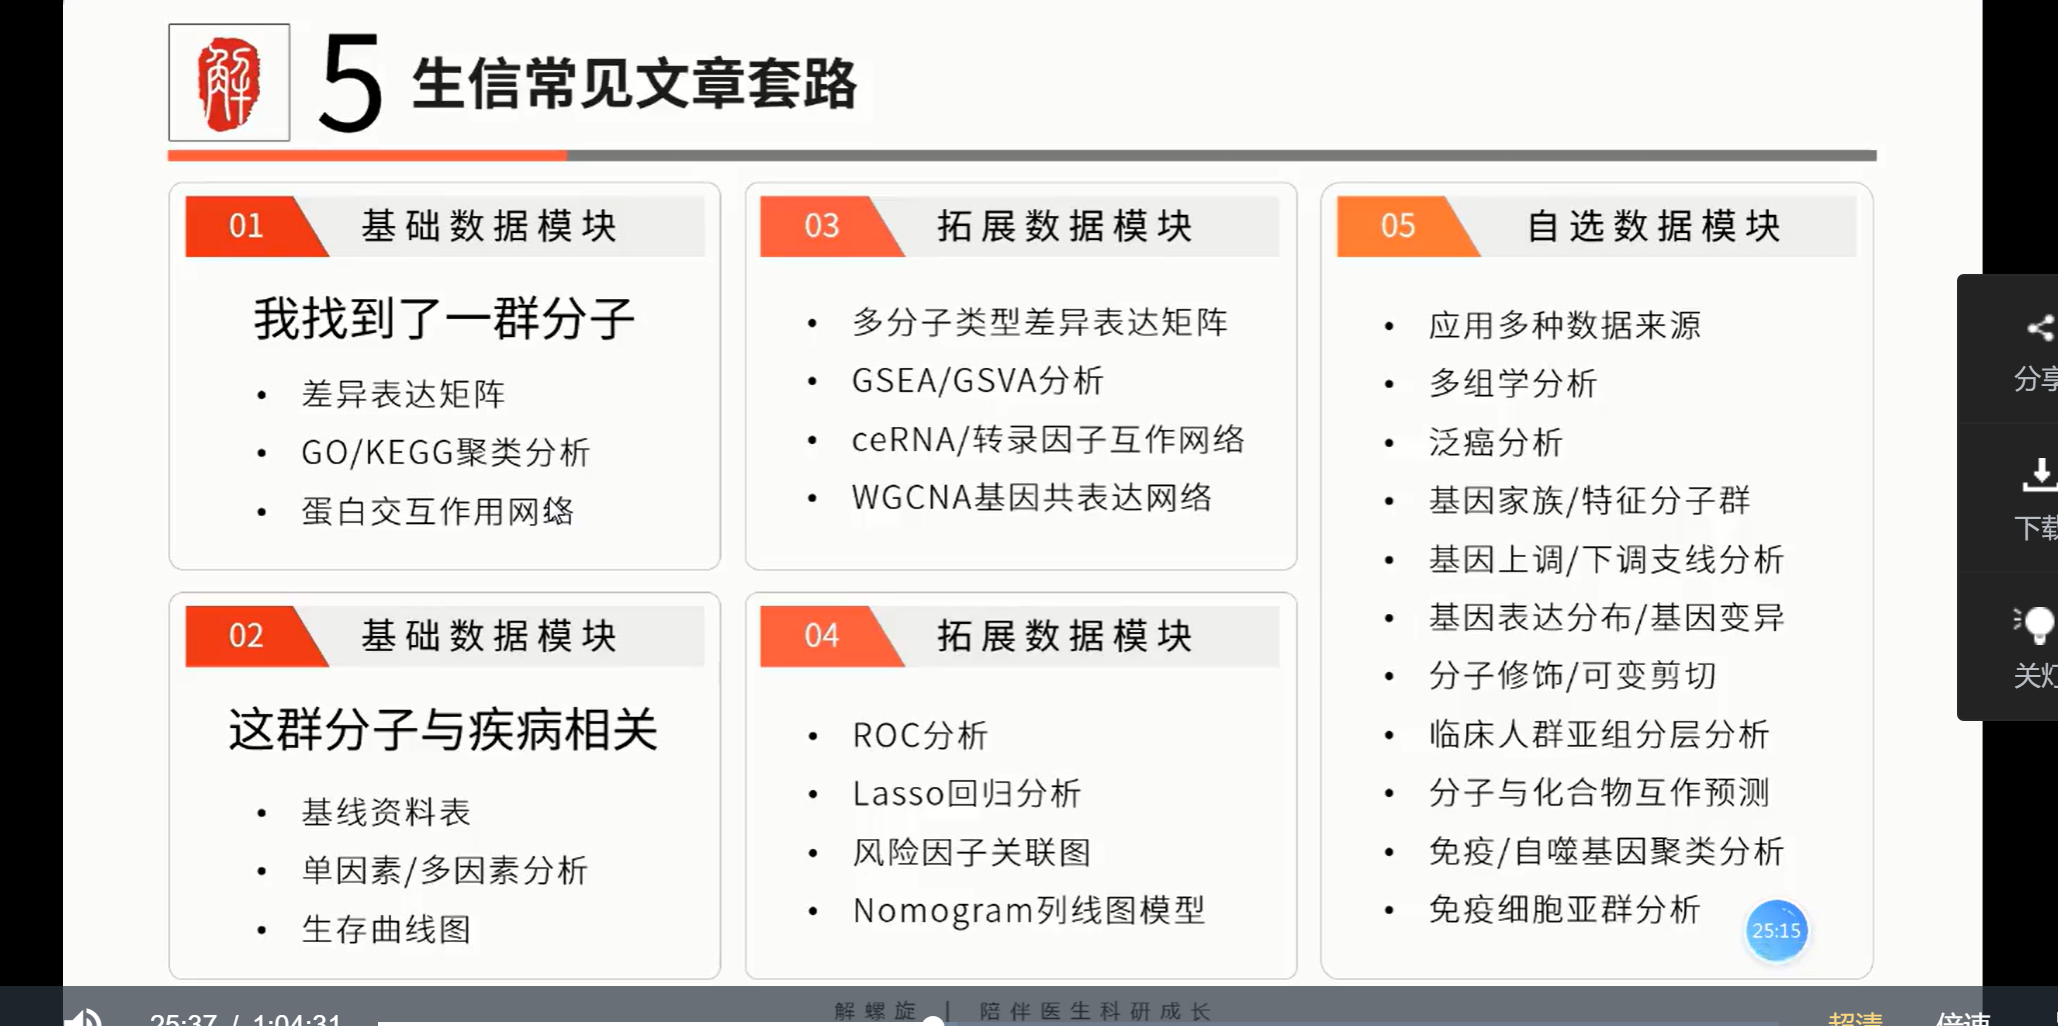 解
5 生信常见文章套路
01 基础数据模块
我找到了一群分子
• 差异表达矩阵
• GO/KEGG聚类分析
• 蛋白交互作用网络
02 基础数据模块
这群分子与疾病相关
• 基线资料表
• 单因素/多因素分析
• 生存曲线图
03 拓展数据模块
• 多分子类型差异表达矩阵
• GSEA/GSVA分析
• ceRNA/转录因子互作网络
• WGCNA基因共表达网络
04 拓展数据模块
• ROC分析
• Lasso回归分析
• 风险因子关联图
• Nomogram列线图模型
05 自选数据模块
• 应用多种数据来源
• 多组学分析
• 泛癌分析
• 基因家族/特征分子群
• 基因上调/下调支线分析
• 基因表达分布/基因变异
• 分子修饰/可变剪切
• 临床人群亚组分层分析
• 分子与化合物互作预测
• 免疫/自噬基因聚类分析
• 免疫细胞亚群分析
25:15
分享
下载
关灯
解螺旋 | 陪伴医生科研成长
25:37 / 1:04:31
超清 倍速